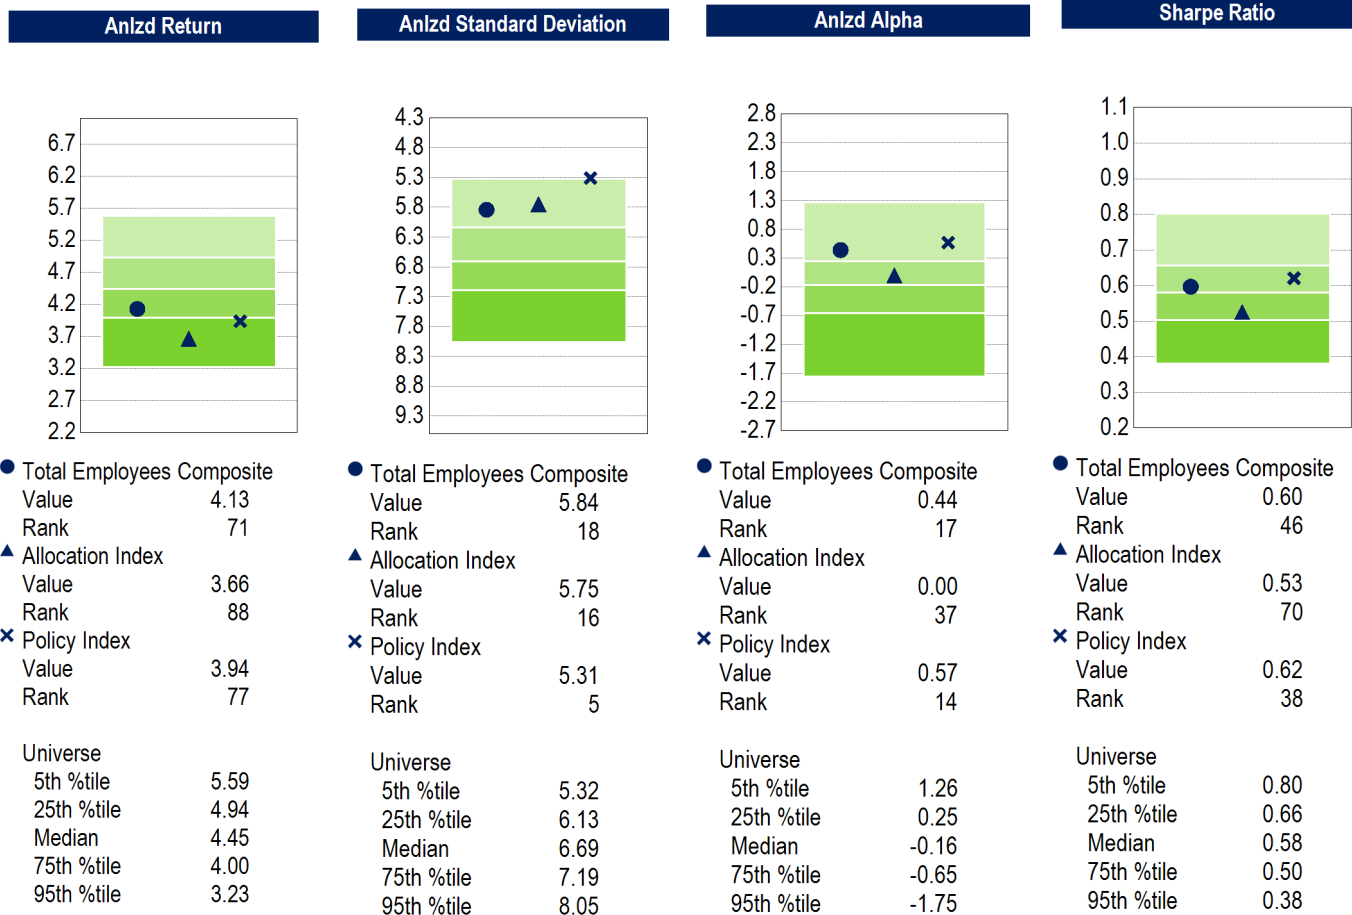 Anlzd Return
6.7
6.2
5.7
5.2
4.7
4.2
3.7
3.2
2.7
2.2
Total Employees Composite
Value 4.13
Rank 71
Allocation Index
Value 3.66
Rank 88
Policy Index
Value 3.94
Rank 77
Universe
5th %tile 5.59
25th %tile 4.94
Median 4.45
75th %tile 4.00
95th %tile 3.23
Anlzd Standard Deviation
4.3
4.8
5.3
5.8
6.3
6.8
7.3
7.8
8.3
8.8
9.3
Total Employees Composite
Value 5.84
Rank 18
Allocation Index
Value 5.75
Rank 16
Policy Index
Value 5.31
Rank 5
Universe
5th %tile 5.32
25th %tile 6.13
Median 6.69
75th %tile 7.19
95th %tile 8.05
Anlzd Alpha
2.8
2.3
1.8
1.3
0.8
0.3
-0.2
-0.7
-1.2
-1.7
-2.2
-2.7
Total Employees Composite
Value 0.44
Rank 17
Allocation Index
Value 0.00
Rank 37
Policy Index
Value 0.57
Rank 14
Universe
5th %tile 1.26
25th %tile 0.25
Median -0.16
75th %tile -0.65
95th %tile -1.75
Sharpe Ratio
1.1
1.0
0.9
0.8
0.7
0.6
0.5
0.4
0.3
0.2
Total Employees Composite
Value 0.60
Rank 46
Allocation Index
Value 0.53
Rank 70
Policy Index
Value 0.62
Rank 38
Universe
5th %tile 0.80
25th %tile 0.66
Median 0.58
75th %tile 0.50
95th %tile 0.38